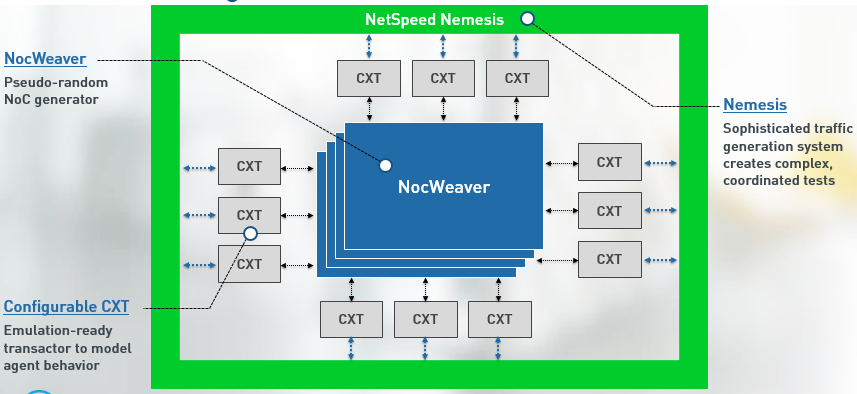 NetSpeed Nemesis
NocWeaver
Pseudo-random
NoC generator
CXT CXT CXT
Nemesis
Sophisticated traffic
generation system
creates complex,
coordinated tests
CXT
CXT
CXT
NocWeaver
CXT
CXT
CXT
Configurable CXT
Emulation-ready
transactor to model
agent behavior
CXT CXT CXT